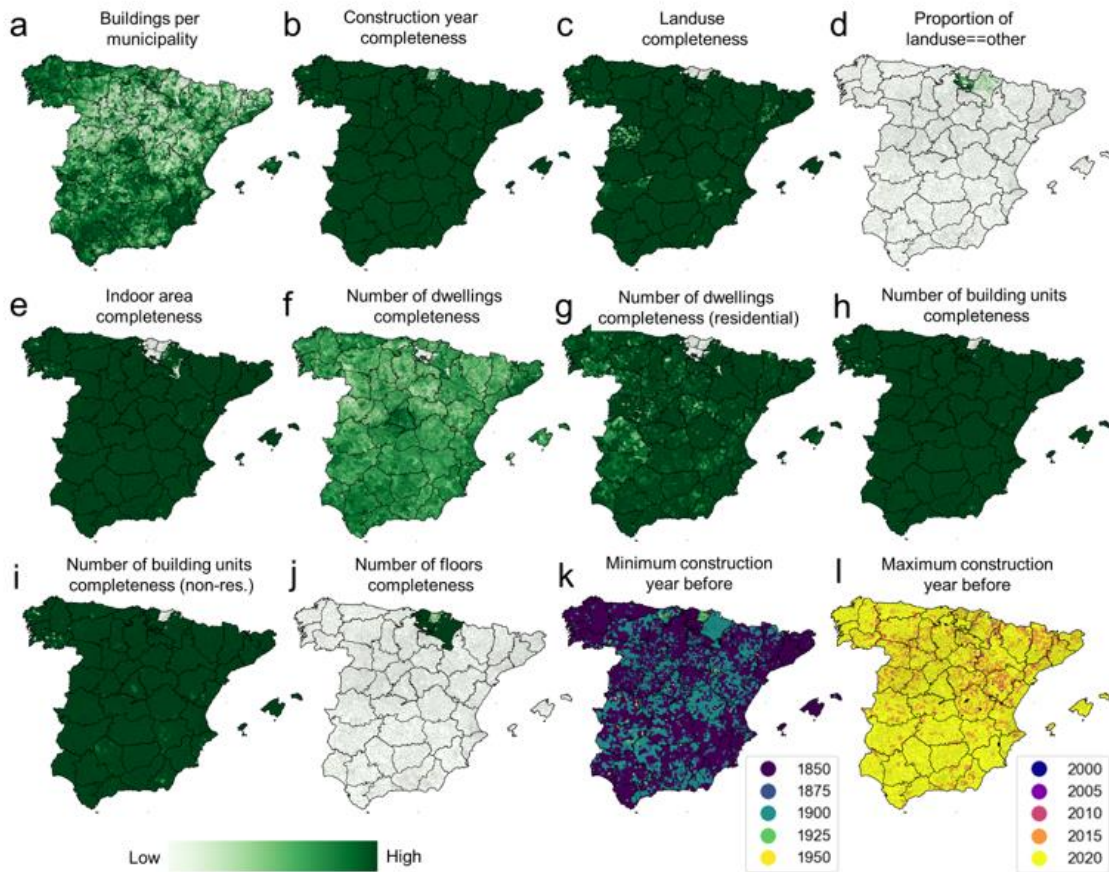 a
Buildings per
municipality
b
Construction year
completeness
c
Landuse
completeness
d
Proportion of
landuse==other
e
Indoor area
completeness
f
Number of dwellings
completeness
g
Number of dwellings
completeness (residential)
h
Number of building units
completeness
i
Number of building units
completeness (non-res.)
j
Number of floors
completeness
k
Minimum construction
year before
l
Maximum construction
year before
1850
1875
1900
1925
1950
2000
2005
2010
2015
2020
Low
High